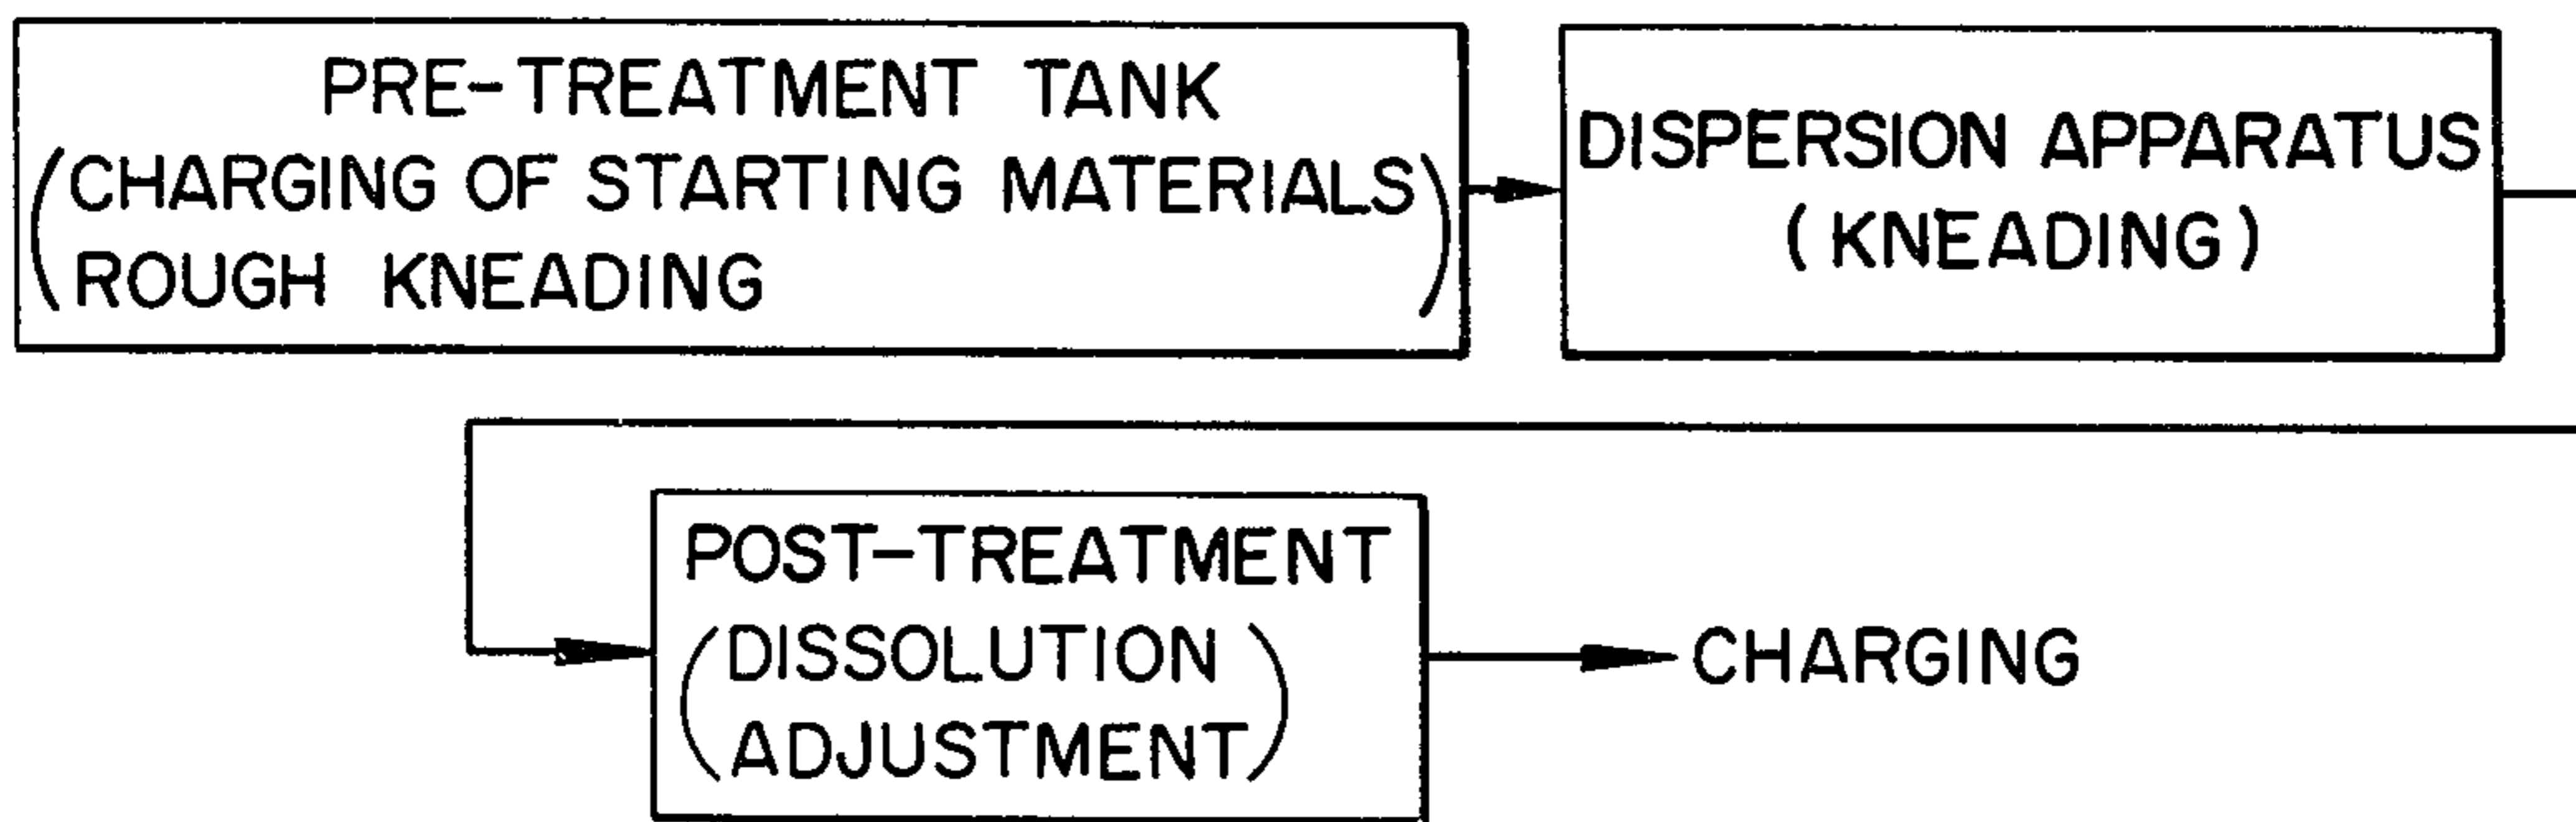 PRE-TREATMENT TANK
(CHARGING OF STARTING MATERIALS
ROUGH KNEADING)
DISPERSION APPARATUS
(KNEADING)
POST-TREATMENT
(DISSOLUTION
ADJUSTMENT)
CHARGING